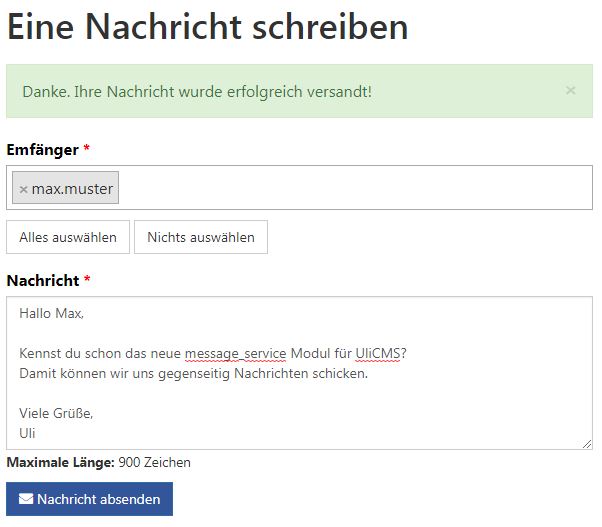 Eine Nachricht schreiben
Danke. Ihre Nachricht wurde erfolgreich versandt! ×
Emfänger *
× max.muster
Alles auswählen Nichts auswählen
Nachricht *
Hallo Max,
Kennst du schon das neue message_service Modul für UliCMS?
Damit können wir uns gegenseitig Nachrichten schicken.
Viele Grüße,
Uli
Maximale Länge: 900 Zeichen
Nachricht absenden